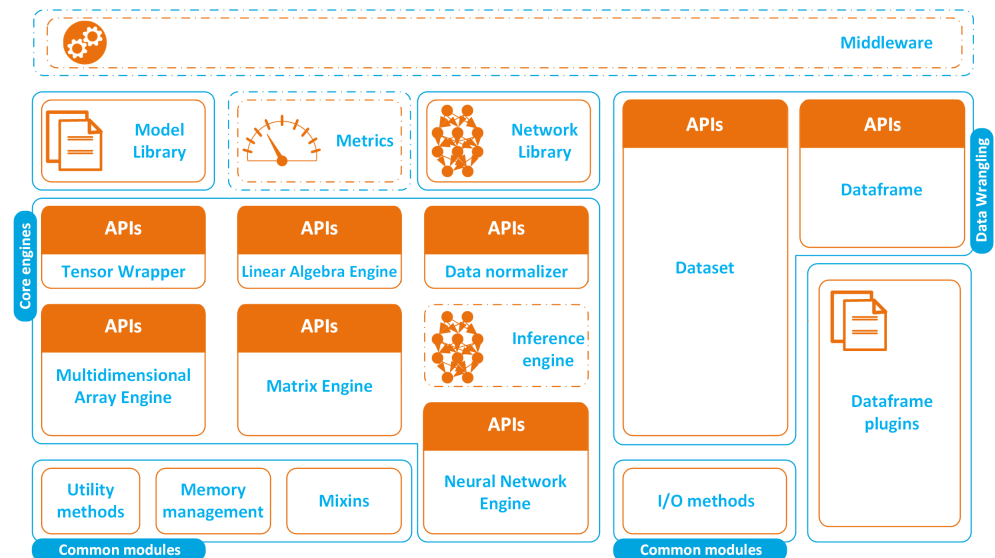 Middleware
Model
Library
Metrics
Network
Library
APIs
Dataset
APIs
Dataframe
Data Wrangling
Core engines
APIs
Tensor Wrapper
APIs
Linear Algebra Engine
APIs
Data normalizer
APIs
Multidimensional
Array Engine
APIs
Matrix Engine
Inference
engine
APIs
Neural Network
Engine
Dataframe
plugins
Utility
methods
Memory
management
Mixins
Common modules
I/O methods
Common modules